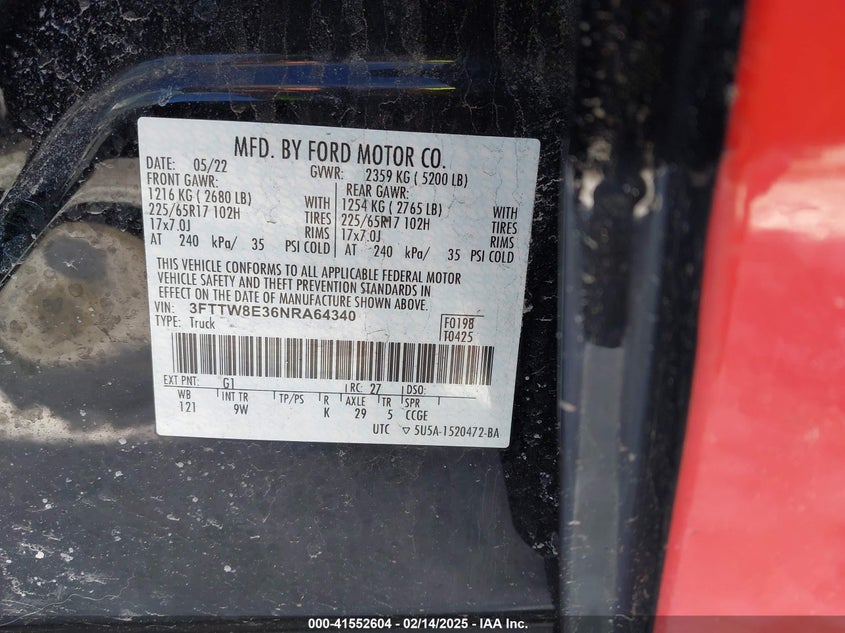 MFD. BY FORD MOTOR CO.
DATE: 05/22 GVWR: 2359 KG ( 5200 LB)
FRONT GAWR: REAR GAWR:
1216 KG ( 2680 LB) WITH 1254 KG ( 2765 LB) WITH
225/65R17 102H TIRES 225/65R17 102H TIRES
17x7.0J RIMS 17x7.0J RIMS
AT 240 kPa/ 35 PSI COLD AT 240 kPa/ 35 PSI COLD
THIS VEHICLE CONFORMS TO ALL APPLICABLE FEDERAL MOTOR
VEHICLE SAFETY AND THEFT PREVENTION STANDARDS IN
EFFECT ON THE DATE OF MANUFACTURE SHOWN ABOVE.
VIN: 3FTTW8E36NRA64340 F0198
TYPE: Truck T0425
EXT PNT: G1 RC: 27 DSO:
WB INT TR TP/PS R AXLE TR SPR
121 9W K 29 5 CCGE
UTC ▽ 5U5A-1520472-BA
000-41552604 - 02/14/2025 - IAA Inc.